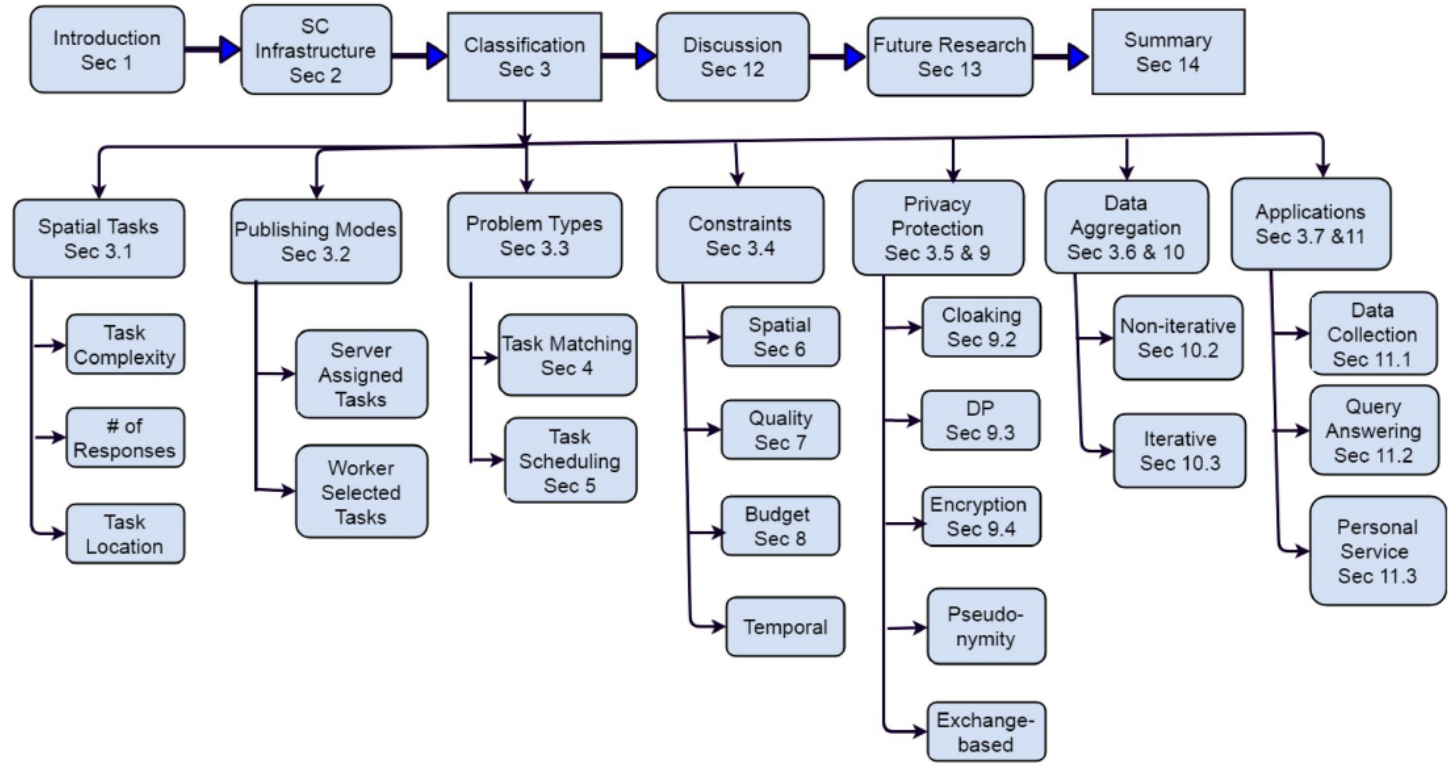 Introduction
Sec 1
SC
Infrastructure
Sec 2
Classification
Sec 3
Discussion
Sec 12
Future Research
Sec 13
Summary
Sec 14
Spatial Tasks
Sec 3.1
Task
Complexity
# of
Responses
Task
Location
Publishing Modes
Sec 3.2
Server
Assigned
Tasks
Worker
Selected
Tasks
Problem Types
Sec 3.3
Task Matching
Sec 4
Task
Scheduling
Sec 5
Constraints
Sec 3.4
Spatial
Sec 6
Quality
Sec 7
Budget
Sec 8
Temporal
Privacy
Protection
Sec 3.5 & 9
Cloaking
Sec 9.2
DP
Sec 9.3
Encryption
Sec 9.4
Pseudo-
nymity
Exchange-
based
Data
Aggregation
Sec 3.6 & 10
Non-iterative
Sec 10.2
Iterative
Sec 10.3
Applications
Sec 3.7 &11
Data
Collection
Sec 11.1
Query
Answering
Sec 11.2
Personal
Service
Sec 11.3